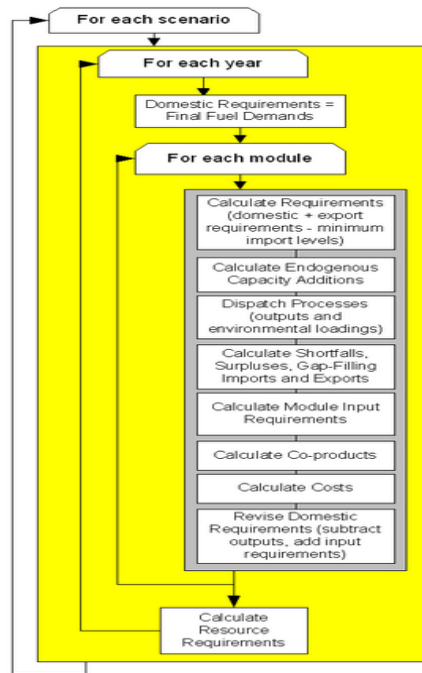 For each scenario
For each year
Domestic Requirements =
Final Fuel Demands
For each module
Calculate Requirements
(domestic + export
requirements - minimum
import levels)
Calculate Endogenous
Capacity Additions
Dispatch Processes
(outputs and
environmental loadings)
Calculate Shortfalls,
Surpluses, Gap-Filling
Imports and Exports
Calculate Module Input
Requirements
Calculate Co-products
Calculate Costs
Revise Domestic
Requirements (subtract
outputs, add input
requirements)
Calculate
Resource
Requirements